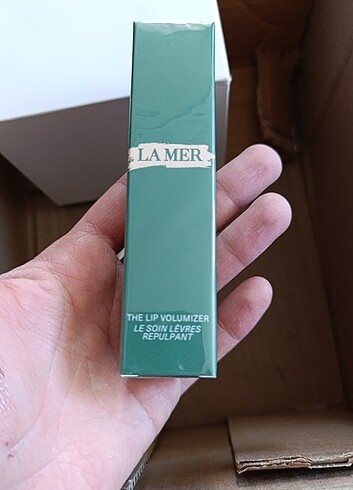 LA MER
THE LIP VOLUMIZER
LE SOIN LÈVRES
REPULPANT